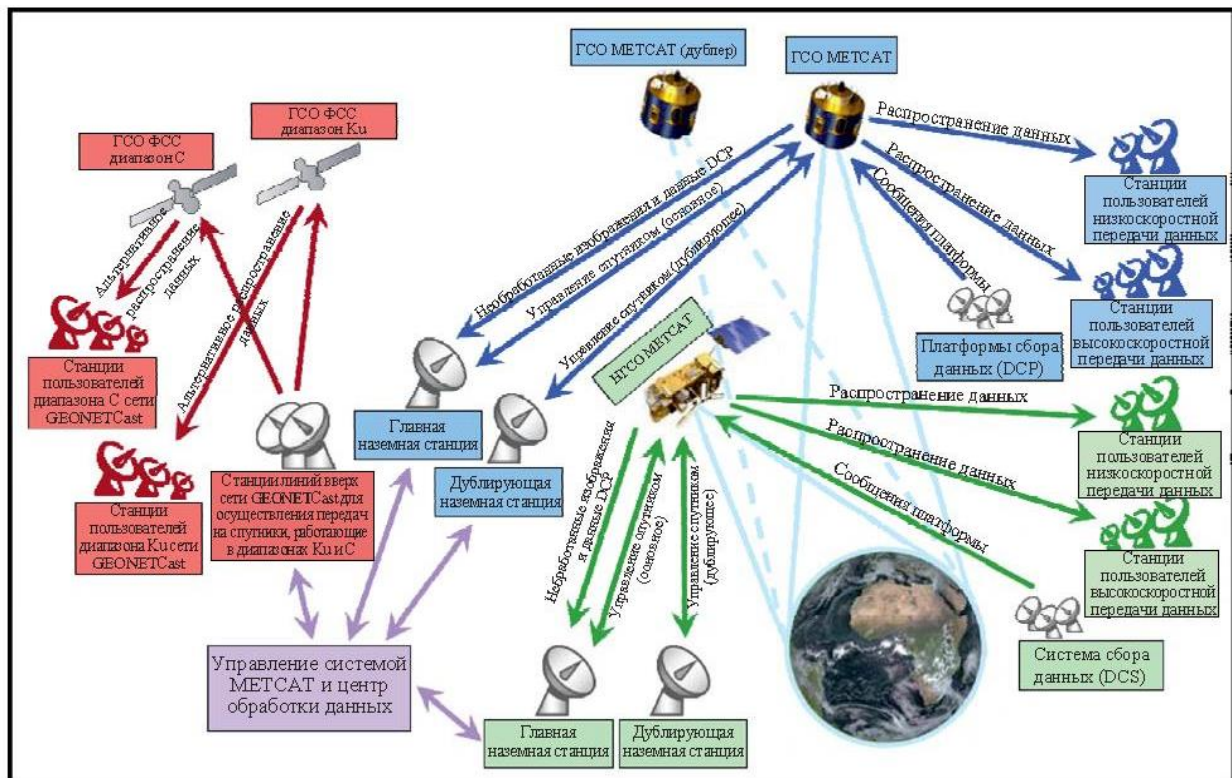 ГСО МЕТСАТ (дублер)
ГСО МЕТСАТ
ГСО ФСС
диапазон Ku
ГСО ФСС
диапазон С
Распространение данных
Распространение данных
Сообщения платформы
Необработанные изображения и данные DCP
Управление спутником (основное)
Управление спутником (дублирующее)
Станции
пользователей
низкоскоростной
передачи данных
Станции
пользователей
высокоскоростной
передачи данных
Платформы сбора
данных (DCP)
Альтернативное
распространение
данных
Альтернативное распространение
данных
Станции
пользователей
диапазона С сети
GEONETCast
Станции
пользователей
диапазона Ku сети
GEONETCast
Станции линий вверх
сети GEONETCast для
осуществления передач
на спутники, работающие
в диапазонах Ku и С
Главная
наземная станция
Дублирующая
наземная станция
НГСО МЕТСАТ
Распространение данных
Распространение данных
Сообщения платформы
Небработанные изображения
и данные DCP
Управление спутником
(основное)
Управление спутником
(дублирующее)
Станции
пользователей
низкоскоростной
передачи данных
Станции
пользователей
высокоскоростной
передачи данных
Система сбора
данных (DCS)
Управление системой
МЕТСАТ и центр
обработки данных
Главная
наземная станция
Дублирующая
наземная станция